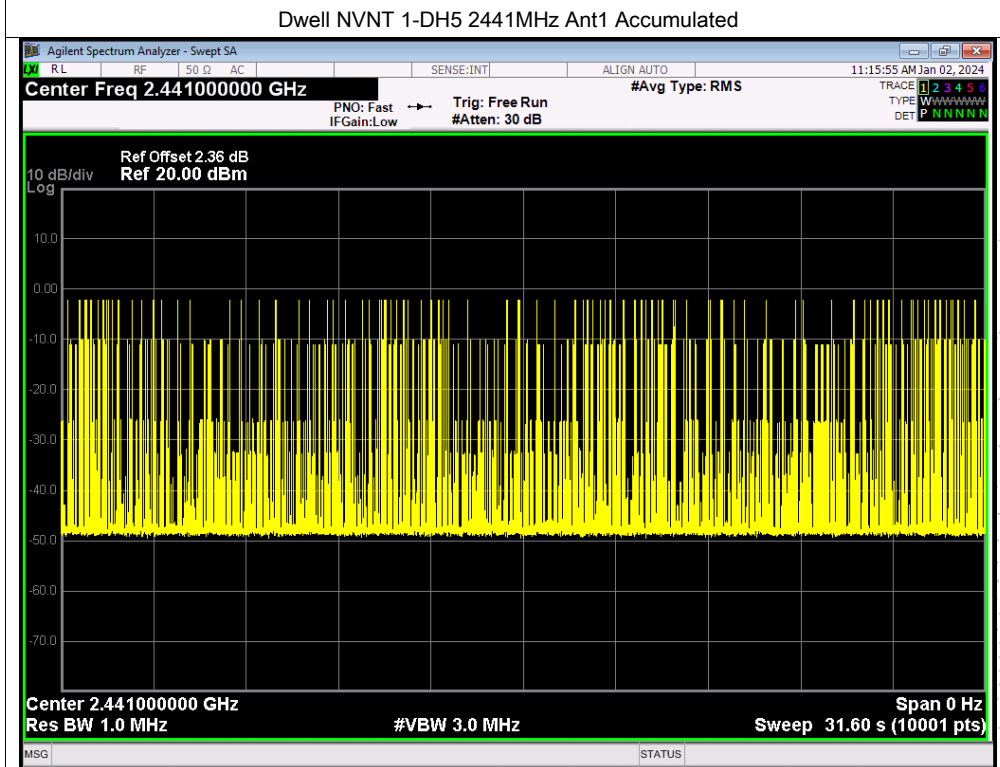 Dwell NVNT 1-DH5 2441MHz Ant1 Accumulated
Agilent Spectrum Analyzer - Swept SA
LXI RL RF 50 Ω AC SENSE:INT ALIGN AUTO 11:15:55 AM Jan 02, 2024
Center Freq 2.441000000 GHz #Avg Type: RMS TRACE 1 2 3 4 5 6
PNO: Fast Trig: Free Run TYPE WWWWWW
IFGain:Low #Atten: 30 dB DET P N N N N N
Ref Offset 2.36 dB
10 dB/div Ref 20.00 dBm
Log
10.0
0.00
-10.0
-20.0
-30.0
-40.0
-50.0
-60.0
-70.0
Center 2.441000000 GHz Span 0 Hz
Res BW 1.0 MHz #VBW 3.0 MHz Sweep 31.60 s (10001 pts)
MSG STATUS